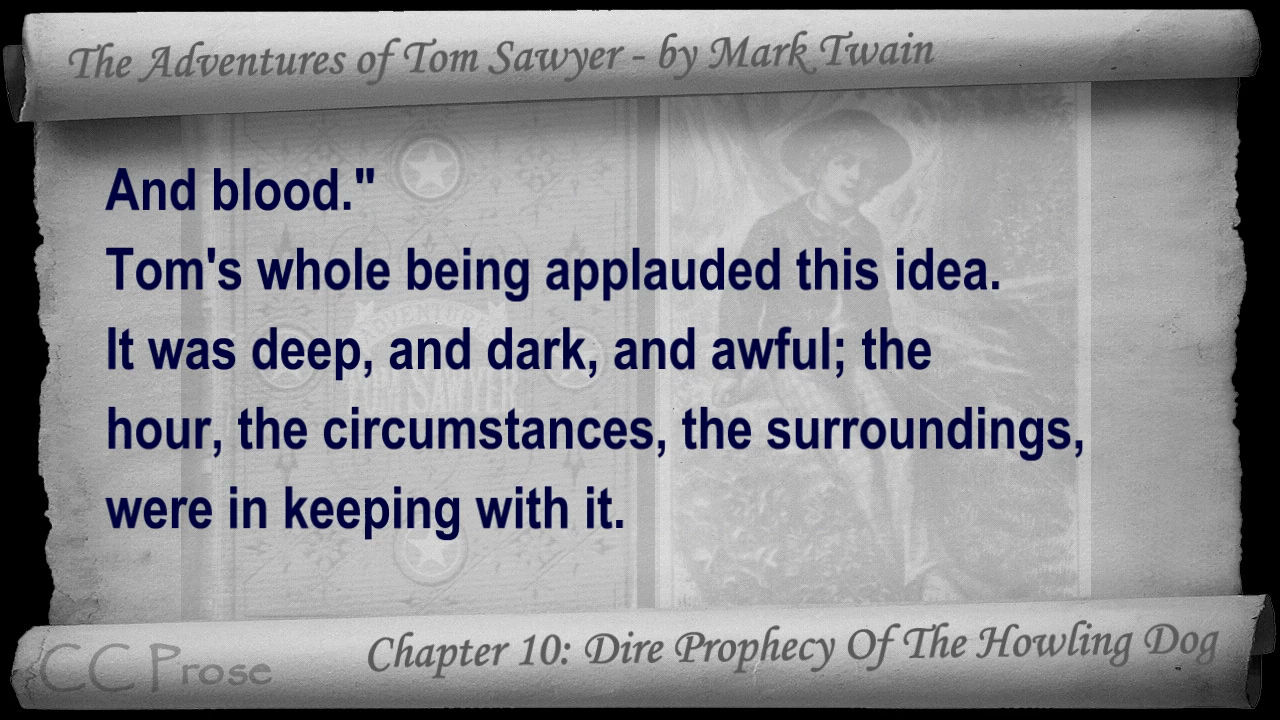 The Adventures of Tom Sawyer - by Mark Twain
And blood."
Tom's whole being applauded this idea.
It was deep, and dark, and awful; the
hour, the circumstances, the surroundings,
were in keeping with it.
Chapter 10: Dire Prophecy Of The Howling Dog
CC Prose